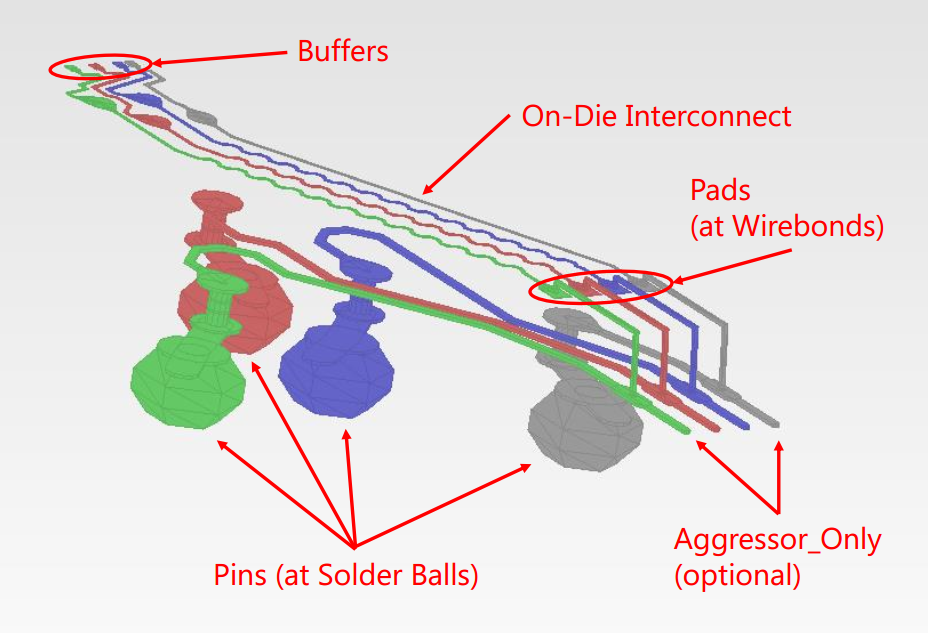 Buffers
On-Die Interconnect
Pads
(at Wirebonds)
Pins (at Solder Balls)
Aggressor_Only
(optional)